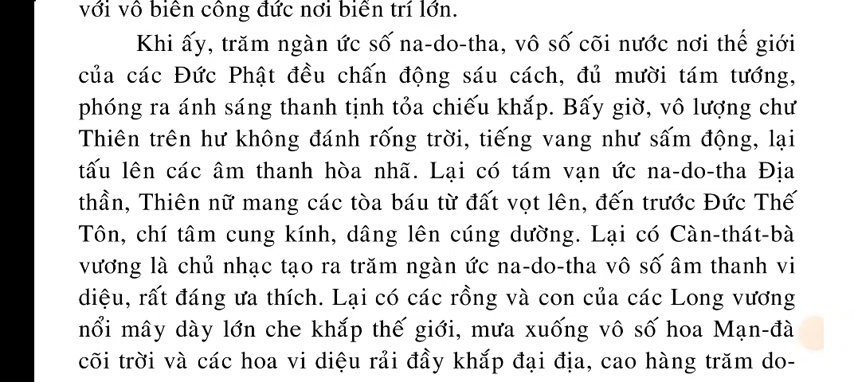 với vô biên công đức nơi biển trí lớn.
Khi ấy, trăm ngàn ức số na-do-tha, vô số cõi nước nơi thế giới
của các Đức Phật đều chấn động sáu cách, đủ mười tám tướng,
phóng ra ánh sáng thanh tịnh tỏa chiếu khắp. Bấy giờ, vô lượng chư
Thiên trên hư không đánh rống trời, tiếng vang như sấm động, lại
tấu lên các âm thanh hòa nhã. Lại có tám vạn ức na-do-tha Địa
thần, Thiên nữ mang các tòa báu từ đất vọt lên, đến trước Đức Thế
Tôn, chí tâm cung kính, dâng lên cúng dường. Lại có Càn-thát-bà
vương là chủ nhạc tạo ra trăm ngàn ức na-do-tha vô số âm thanh vi
diệu, rất đáng ưa thích. Lại có các rồng và con của các Long vương
nổi mây dày lớn che khắp thế giới, mưa xuống vô số hoa Mạn-đà
cõi trời và các hoa vi diệu rải đầy khắp đại địa, cao hàng trăm do-